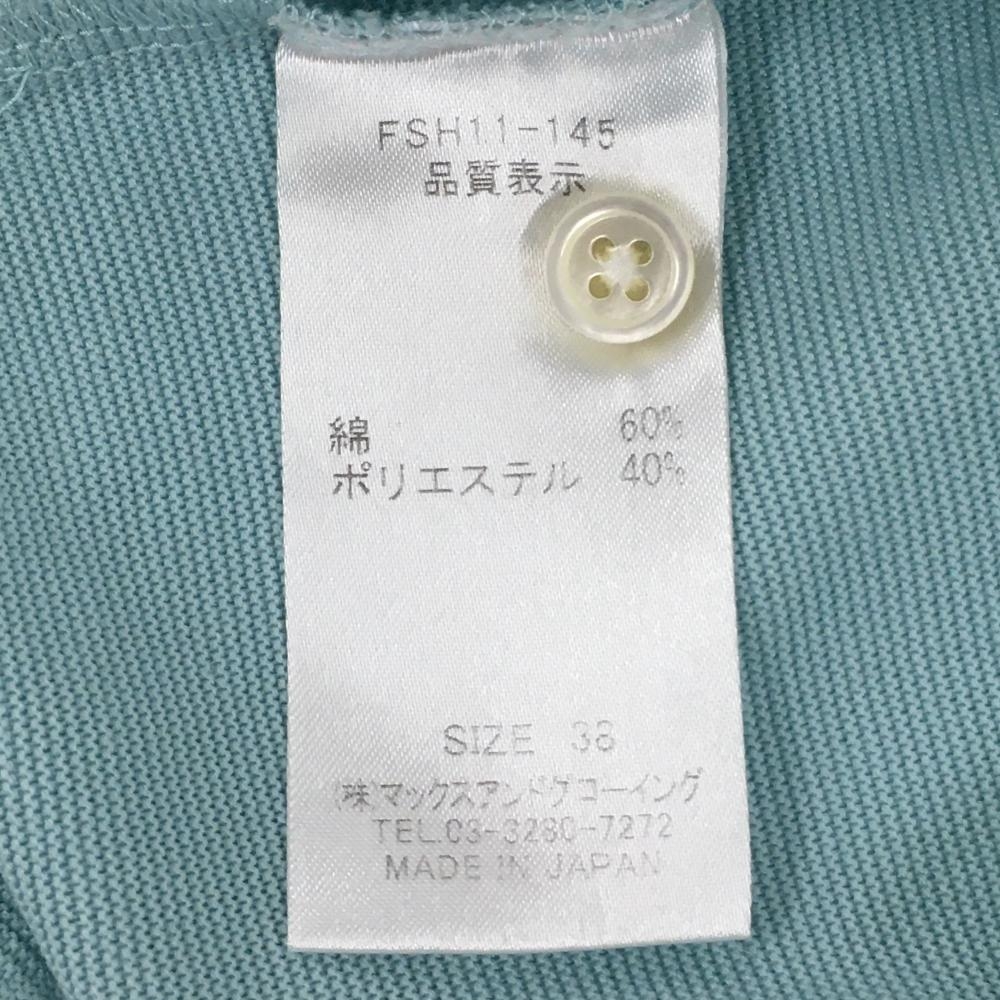 FSH11-145
品質表示
綿 60%
ポリエステル 40%
SIZE 38
(株)マックスアンドゲコーイング
TEL.03-3280-7272
MADE IN JAPAN